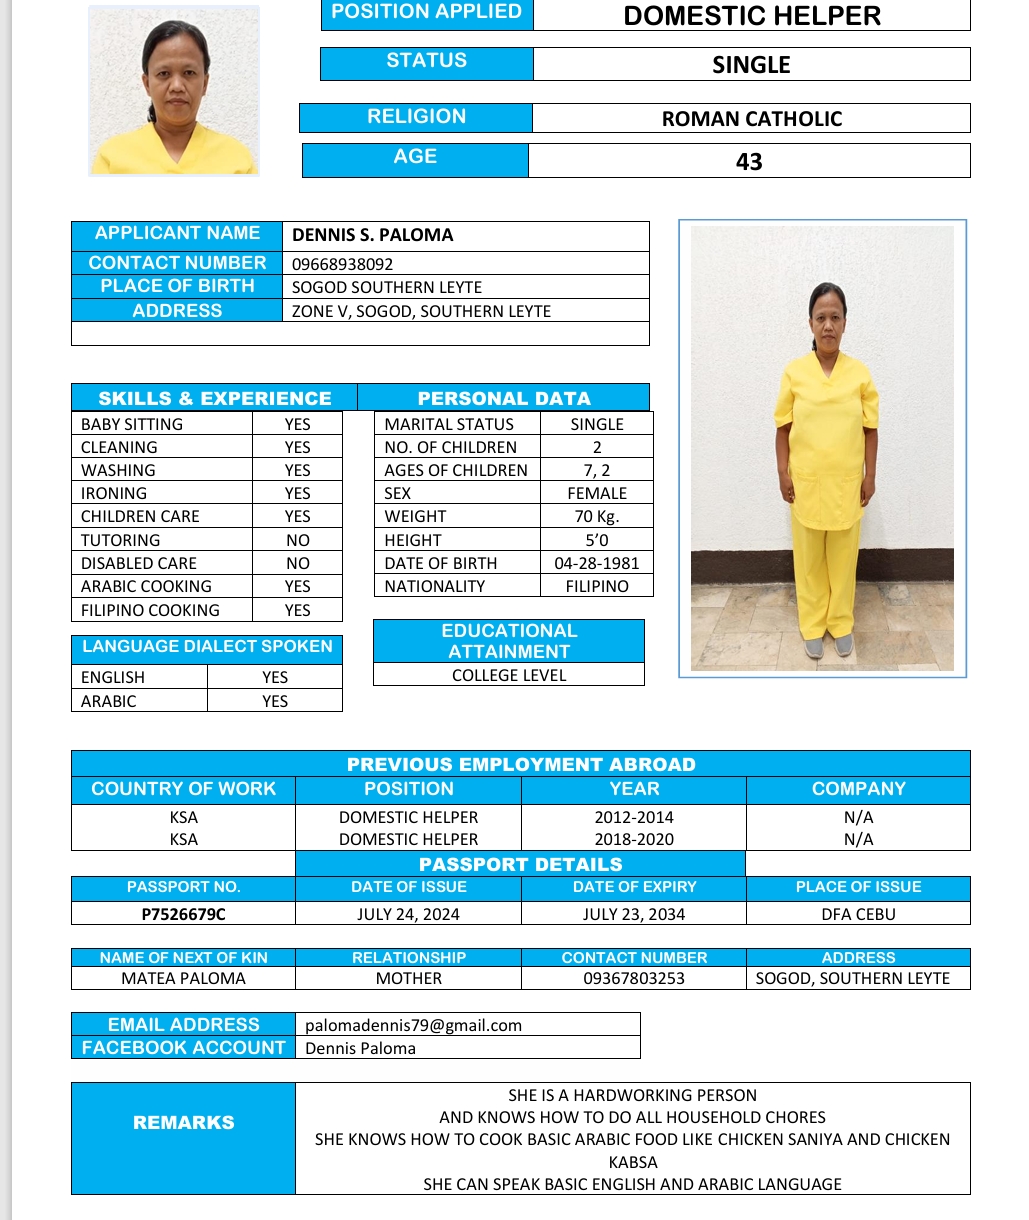 POSITION APPLIED DOMESTIC HELPER
STATUS SINGLE
RELIGION ROMAN CATHOLIC
AGE 43
APPLICANT NAME DENNIS S. PALOMA
CONTACT NUMBER 09668938092
PLACE OF BIRTH SOGOD SOUTHERN LEYTE
ADDRESS ZONE V, SOGOD, SOUTHERN LEYTE
SKILLS & EXPERIENCE
BABY SITTING YES
CLEANING YES
WASHING YES
IRONING YES
CHILDREN CARE YES
TUTORING NO
DISABLED CARE NO
ARABIC COOKING YES
FILIPINO COOKING YES
LANGUAGE DIALECT SPOKEN
ENGLISH YES
ARABIC YES
PERSONAL DATA
MARITAL STATUS SINGLE
NO. OF CHILDREN 2
AGES OF CHILDREN 7, 2
SEX FEMALE
WEIGHT 70 Kg.
HEIGHT 5’0
DATE OF BIRTH 04-28-1981
NATIONALITY FILIPINO
EDUCATIONAL
ATTAINMENT
COLLEGE LEVEL
PREVIOUS EMPLOYMENT ABROAD
COUNTRY OF WORK POSITION YEAR COMPANY
KSA DOMESTIC HELPER 2012-2014 N/A
KSA DOMESTIC HELPER 2018-2020 N/A
PASSPORT DETAILS
PASSPORT NO. DATE OF ISSUE DATE OF EXPIRY PLACE OF ISSUE
P7526679C JULY 24, 2024 JULY 23, 2034 DFA CEBU
NAME OF NEXT OF KIN RELATIONSHIP CONTACT NUMBER ADDRESS
MATEA PALOMA MOTHER 09367803253 SOGOD, SOUTHERN LEYTE
EMAIL ADDRESS palomadennis79@gmail.com
FACEBOOK ACCOUNT Dennis Paloma
REMARKS
SHE IS A HARDWORKING PERSON
AND KNOWS HOW TO DO ALL HOUSEHOLD CHORES
SHE KNOWS HOW TO COOK BASIC ARABIC FOOD LIKE CHICKEN SANIYA AND CHICKEN
KABSA
SHE CAN SPEAK BASIC ENGLISH AND ARABIC LANGUAGE